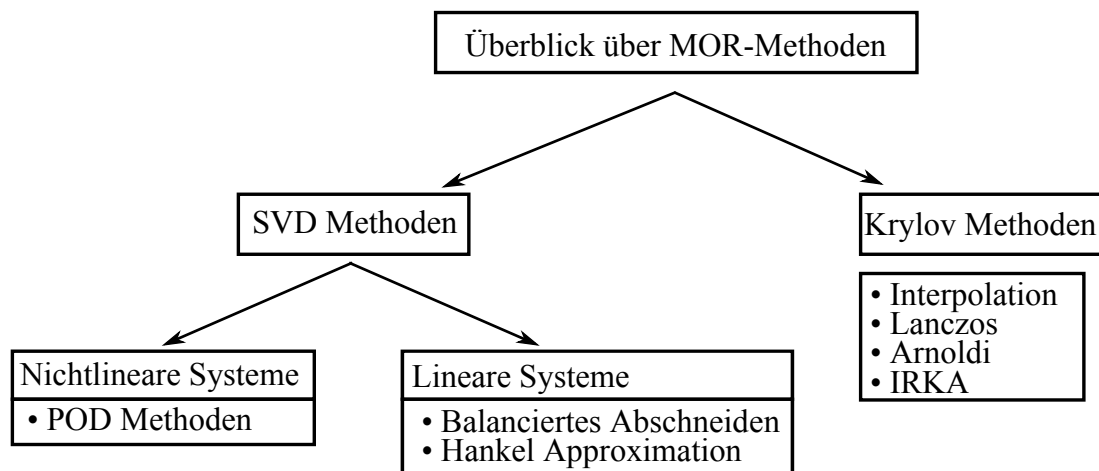 Überblick über MOR-Methoden
SVD Methoden
Krylov Methoden
• Interpolation
• Lanczos
• Arnoldi
• IRKA
Nichtlineare Systeme
• POD Methoden
Lineare Systeme
• Balanciertes Abschneiden
• Hankel Approximation